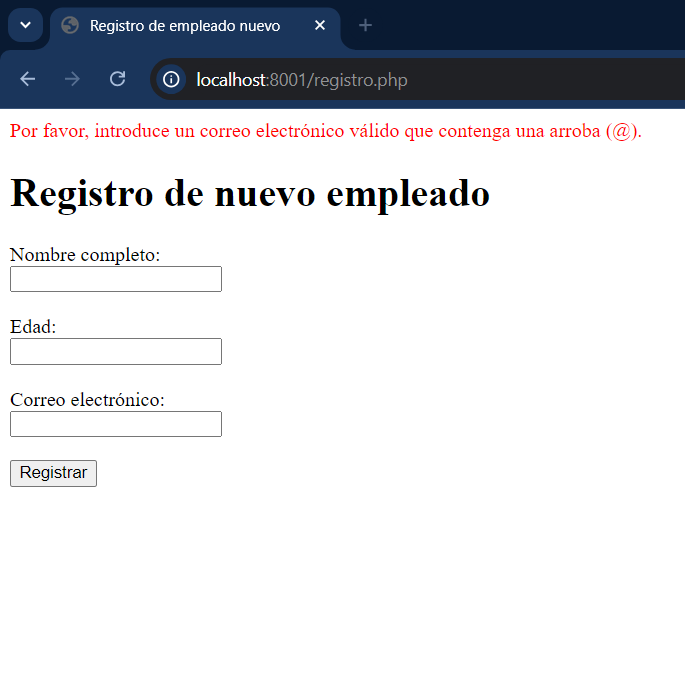 Registro de empleado nuevo
localhost:8001/registro.php
Por favor, introduce un correo electrónico válido que contenga una arroba (@).
Registro de nuevo empleado
Nombre completo:
Edad:
Correo electrónico:
Registrar